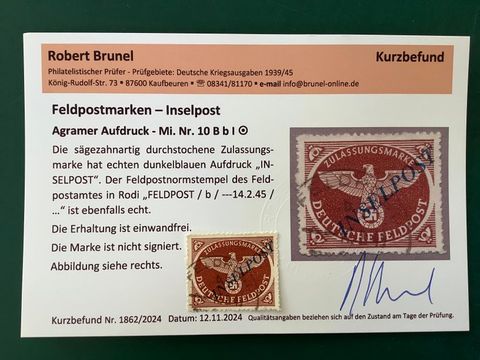 Robert Brunel
Kurzbefund
Philatelistischer Prüfer - Prüfgebiete: Deutsche Kriegsausgaben 1939/45
König-Rudolf-Str. 73 ■ 87600 Kaufbeuren ■ ☏ 08341/81170 ■ e-mail info@brunel-online.de
Feldpostmarken – Inselpost
Agramer Aufdruck - Mi. Nr. 10 B b I ⊙
Die sägezahnartig durchstochene Zulassungs-
marke hat echten dunkelblauen Aufdruck „IN-
SELPOST“. Der Feldpostnormstempel des Feld-
postamtes in Rodi „FELDPOST / b / ---14.2.45 /
...“ ist ebenfalls echt.
Die Erhaltung ist einwandfrei.
Die Marke ist nicht signiert.
Abbildung siehe rechts.
ZULASSUNGSMARKE
INSELPOST
DEUTSCHE FELDPOST
ZULASSUNGSMARKE
INSELPOST
DEUTSCHE FELDPOST
Kurzbefund Nr. 1862/2024 Datum: 12.11.2024 Qualitätsangaben beziehen sich auf den Zustand am Tage der Prüfung.